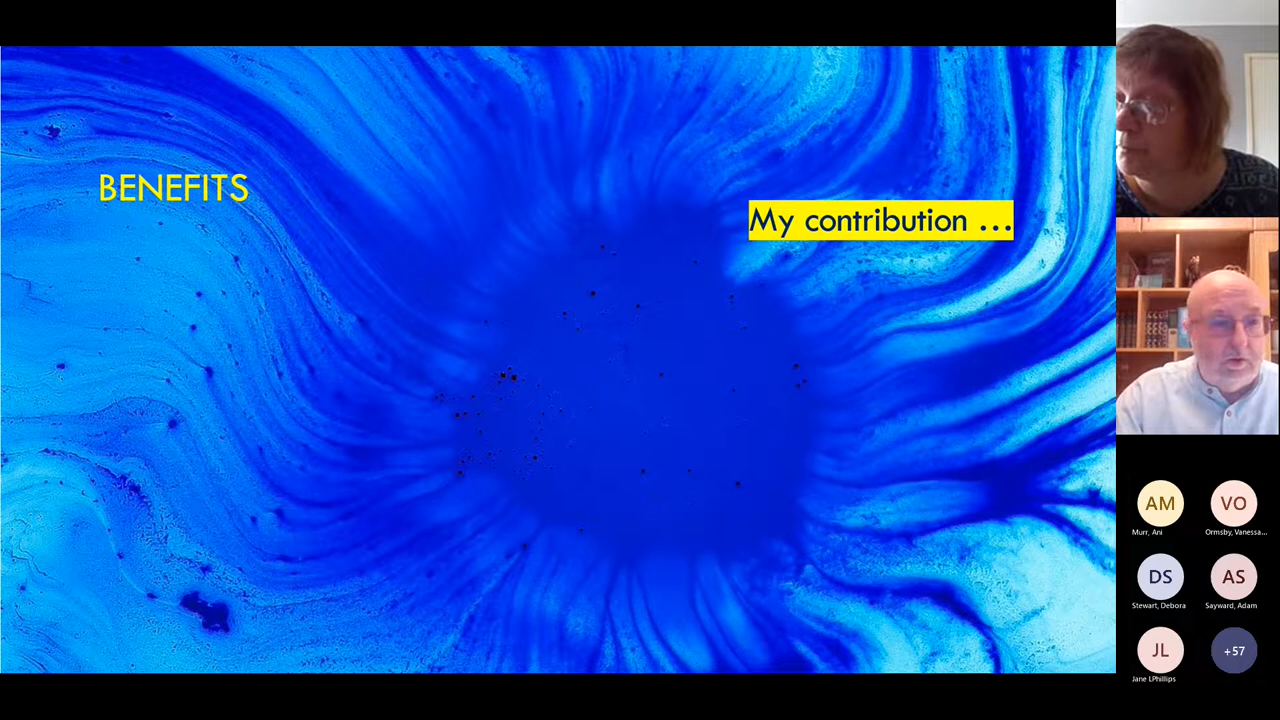 BENEFITS
My contribution ...
AM
VO
Murr, Ani
Ormsby, Vanessa...
DS
AS
Stewart, Debora
Sayward, Adam
JL
+57
Jane LPhillips